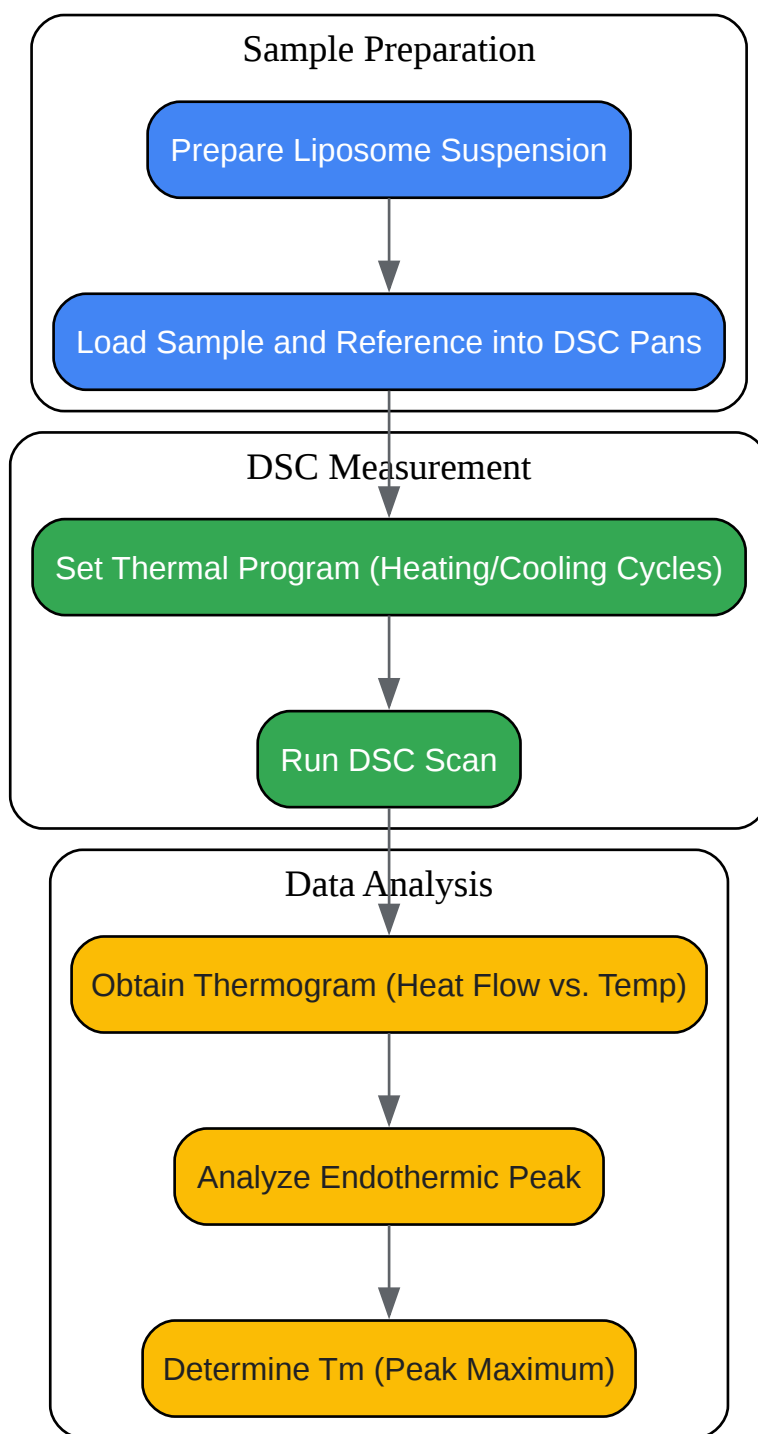 Sample Preparation
Prepare Liposome Suspension
Load Sample and Reference into DSC Pans
DSC Measurement
Set Thermal Program (Heating/Cooling Cycles)
Run DSC Scan
Data Analysis
Obtain Thermogram (Heat Flow vs. Temp)
Analyze Endothermic Peak
Determine Tm (Peak Maximum)